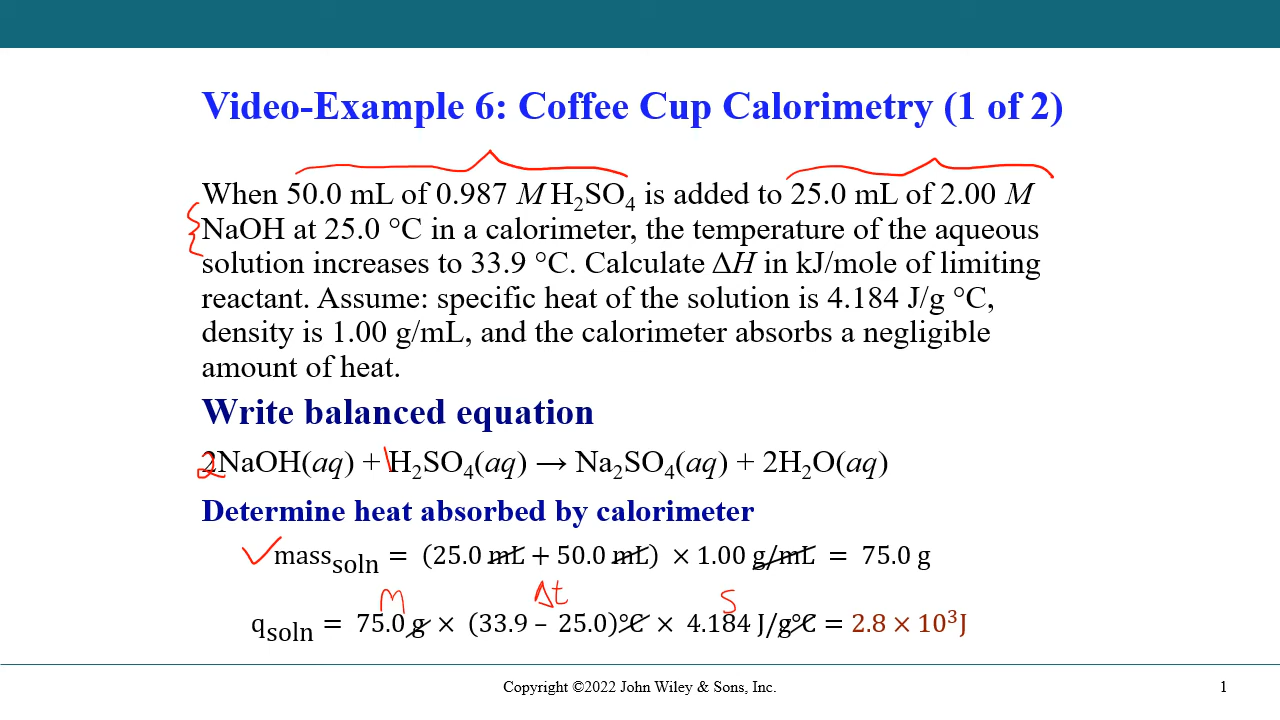 Video-Example 6: Coffee Cup Calorimetry (1 of 2)
When 50.0 mL of 0.987 M H₂SO₄ is added to 25.0 mL of 2.00 M
NaOH at 25.0 °C in a calorimeter, the temperature of the aqueous
solution increases to 33.9 °C. Calculate ΔH in kJ/mole of limiting
reactant. Assume: specific heat of the solution is 4.184 J/g °C,
density is 1.00 g/mL, and the calorimeter absorbs a negligible
amount of heat.
Write balanced equation
2NaOH(aq) + 1H₂SO₄(aq) → Na₂SO₄(aq) + 2H₂O(aq)
Determine heat absorbed by calorimeter
mass soln = (25.0 mL + 50.0 mL) × 1.00 g/mL = 75.0 g
M Δt S
q soln = 75.0 g × (33.9 – 25.0)°C × 4.184 J/g°C = 2.8 × 10³J
Copyright ©2022 John Wiley & Sons, Inc. 1